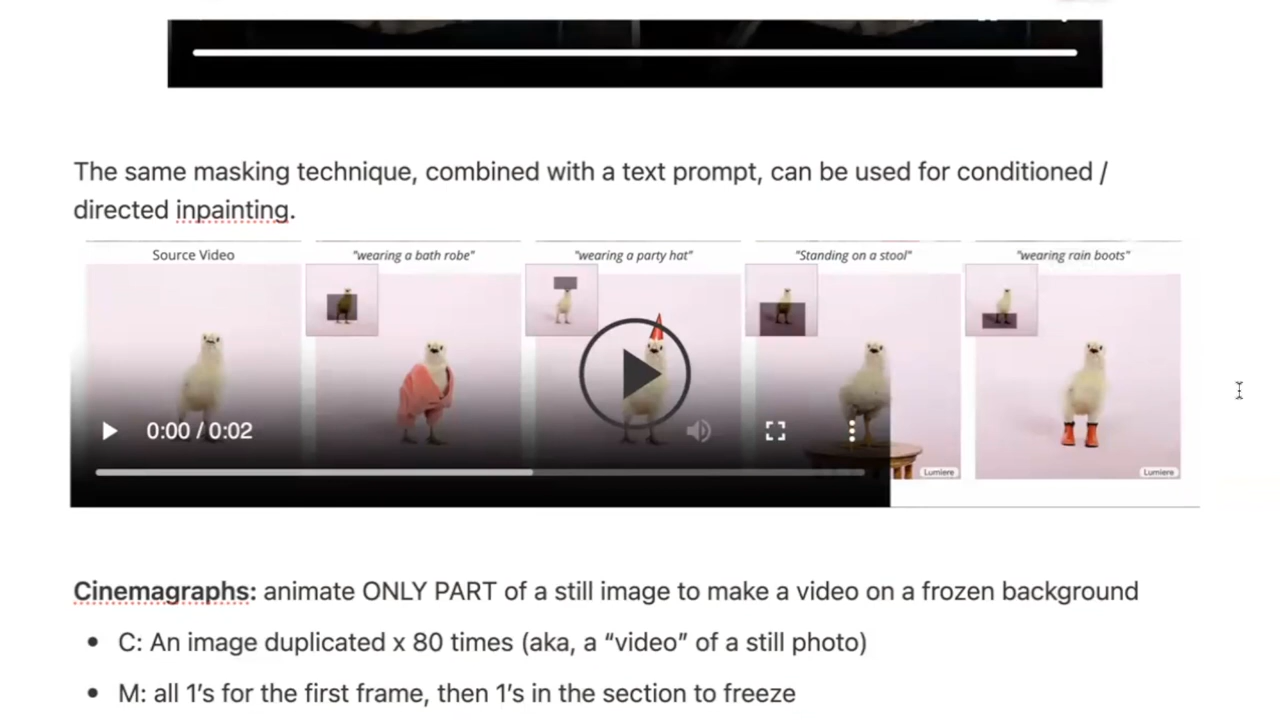 The same masking technique, combined with a text prompt, can be used for conditioned /
directed inpainting.
Source Video
"wearing a bath robe"
"wearing a party hat"
"Standing on a stool"
"wearing rain boots"
0:00 / 0:02
Lumiere
Lumiere
Cinemagraphs: animate ONLY PART of a still image to make a video on a frozen background
• C: An image duplicated x 80 times (aka, a “video” of a still photo)
• M: all 1’s for the first frame, then 1’s in the section to freeze